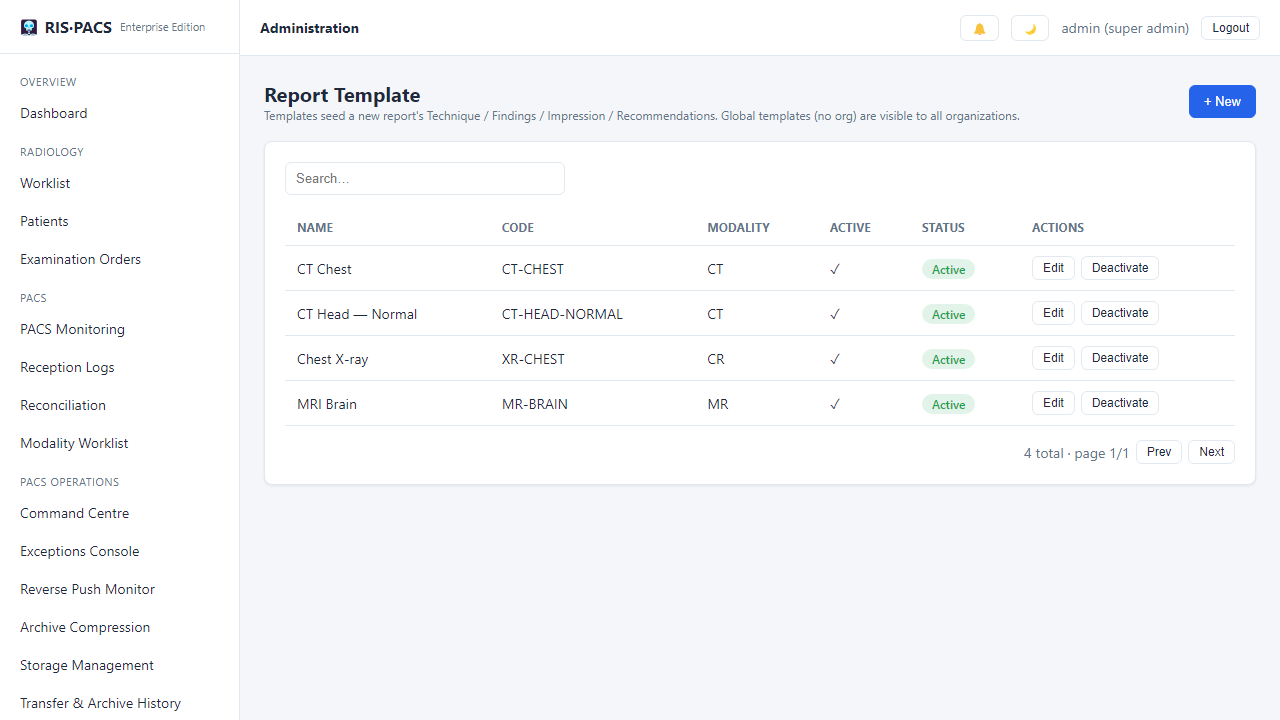 RIS·PACS Enterprise Edition
OVERVIEW
Dashboard
RADIOLOGY
Worklist
Patients
Examination Orders
PACS
PACS Monitoring
Reception Logs
Reconciliation
Modality Worklist
PACS OPERATIONS
Command Centre
Exceptions Console
Reverse Push Monitor
Archive Compression
Storage Management
Transfer & Archive History
Administration
admin (super admin) Logout
Report Template
Templates seed a new report's Technique / Findings / Impression / Recommendations. Global templates (no org) are visible to all organizations.
+ New
Search...
NAME CODE MODALITY ACTIVE STATUS ACTIONS
CT Chest CT-CHEST CT ✓ Active Edit Deactivate
CT Head — Normal CT-HEAD-NORMAL CT ✓ Active Edit Deactivate
Chest X-ray XR-CHEST CR ✓ Active Edit Deactivate
MRI Brain MR-BRAIN MR ✓ Active Edit Deactivate
4 total · page 1/1 Prev Next